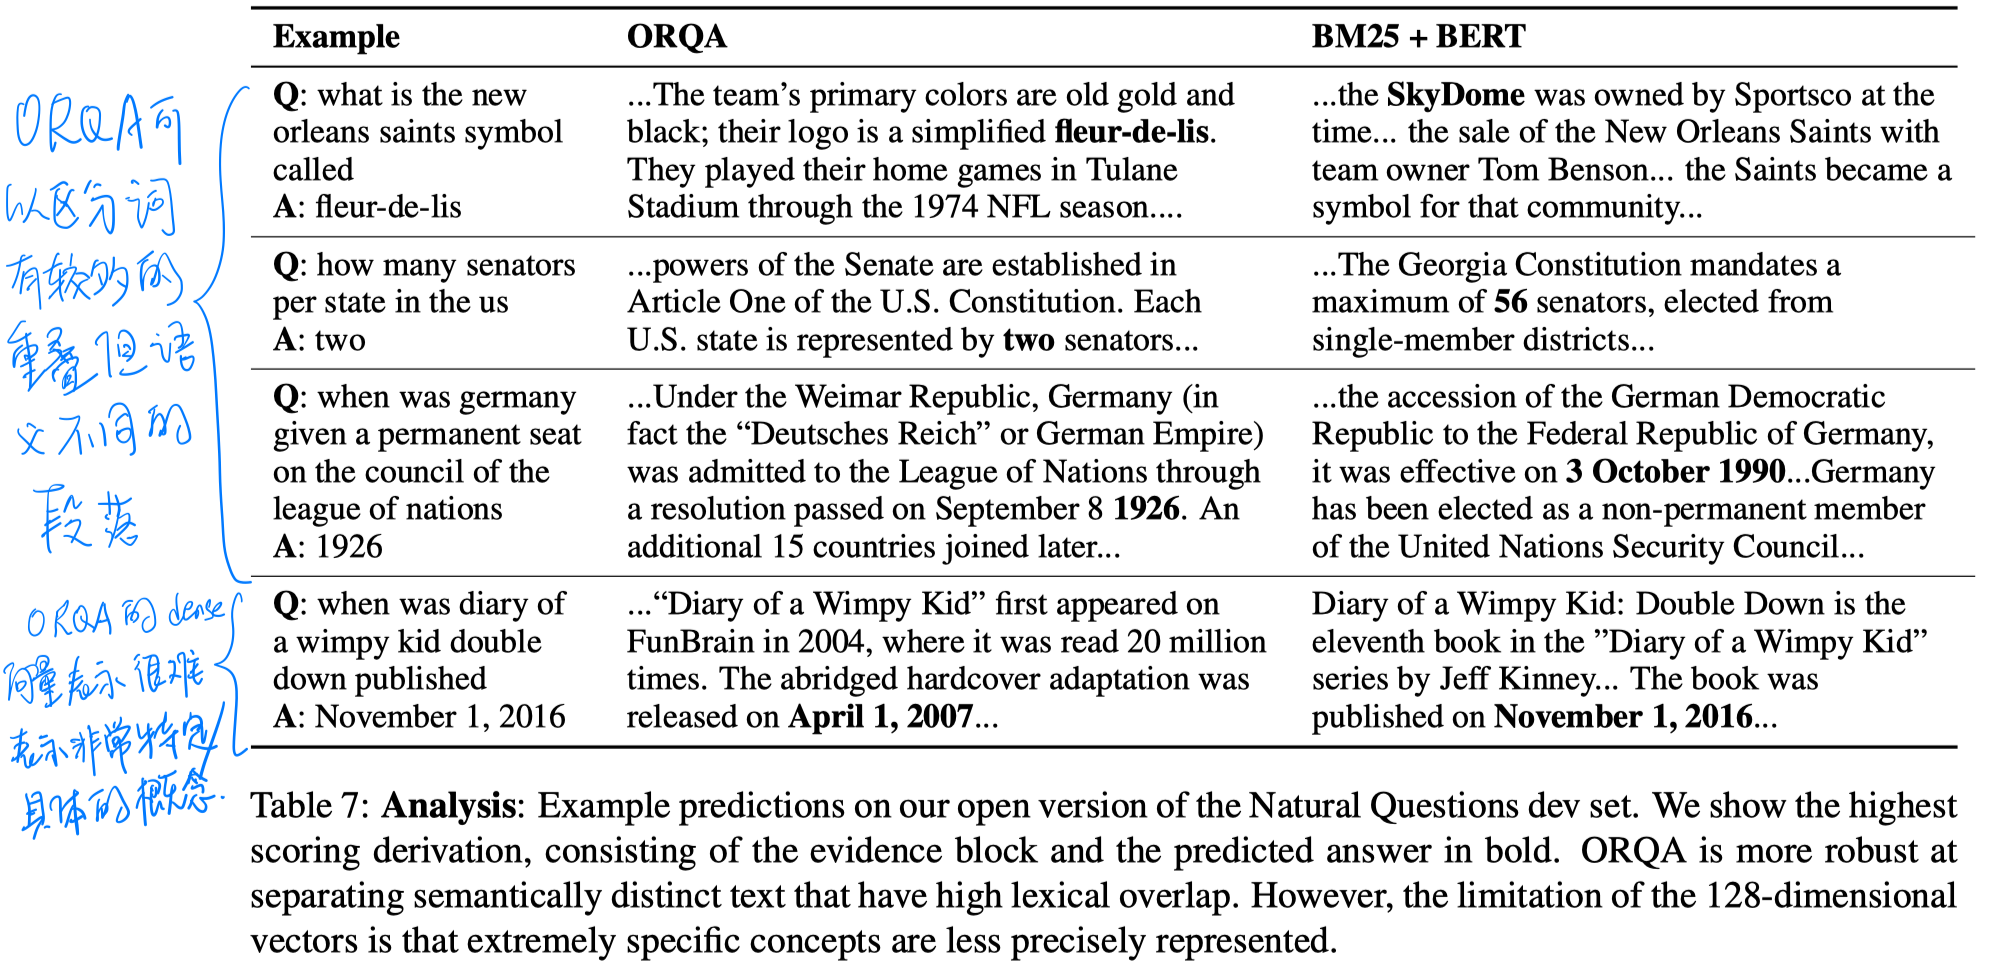 Example ORQA BM25 + BERT
Q: what is the new
orleans saints symbol
called
A: fleur-de-lis
...The team’s primary colors are old gold and
black; their logo is a simplified fleur-de-lis.
They played their home games in Tulane
Stadium through the 1974 NFL season....
...the SkyDome was owned by Sportsco at the
time... the sale of the New Orleans Saints with
team owner Tom Benson... the Saints became a
symbol for that community...
Q: how many senators
per state in the us
A: two
...powers of the Senate are established in
Article One of the U.S. Constitution. Each
U.S. state is represented by two senators...
...The Georgia Constitution mandates a
maximum of 56 senators, elected from
single-member districts...
Q: when was germany
given a permanent seat
on the council of the
league of nations
A: 1926
...Under the Weimar Republic, Germany (in
fact the “Deutsches Reich” or German Empire)
was admitted to the League of Nations through
a resolution passed on September 8 1926. An
additional 15 countries joined later...
...the accession of the German Democratic
Republic to the Federal Republic of Germany,
it was effective on 3 October 1990...Germany
has been elected as a non-permanent member
of the United Nations Security Council...
Q: when was diary of
a wimpy kid double
down published
A: November 1, 2016
...“Diary of a Wimpy Kid” first appeared on
FunBrain in 2004, where it was read 20 million
times. The abridged hardcover adaptation was
released on April 1, 2007...
Diary of a Wimpy Kid: Double Down is the
eleventh book in the ”Diary of a Wimpy Kid”
series by Jeff Kinney... The book was
published on November 1, 2016...
ORQA可
以区分词
有较多的
重叠但语
义不同的
段落
ORQA的dense
向量表示很难
表示非常特定/
具体的概念.
Table 7: Analysis: Example predictions on our open version of the Natural Questions dev set. We show the highest
scoring derivation, consisting of the evidence block and the predicted answer in bold. ORQA is more robust at
separating semantically distinct text that have high lexical overlap. However, the limitation of the 128-dimensional
vectors is that extremely specific concepts are less precisely represented.